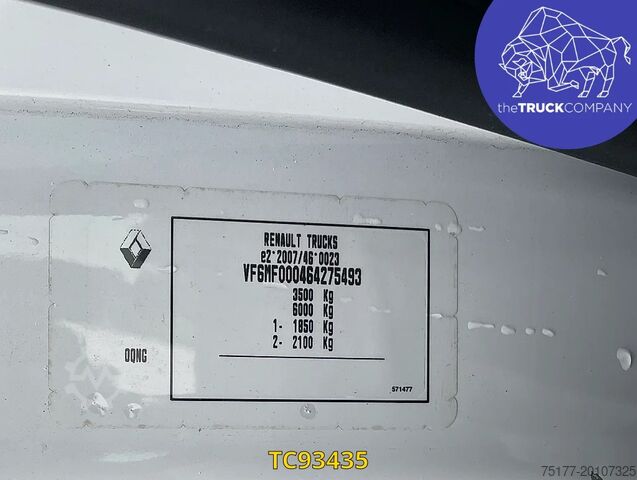 theTRUCKCOMPANY
RENAULT TRUCKS
e2*2007/46*0023
VF6MF000464275493
3500 Kg
6000 Kg
1- 1850 Kg
2- 2100 Kg
0QNG
571477
TC93435
75177-20107325